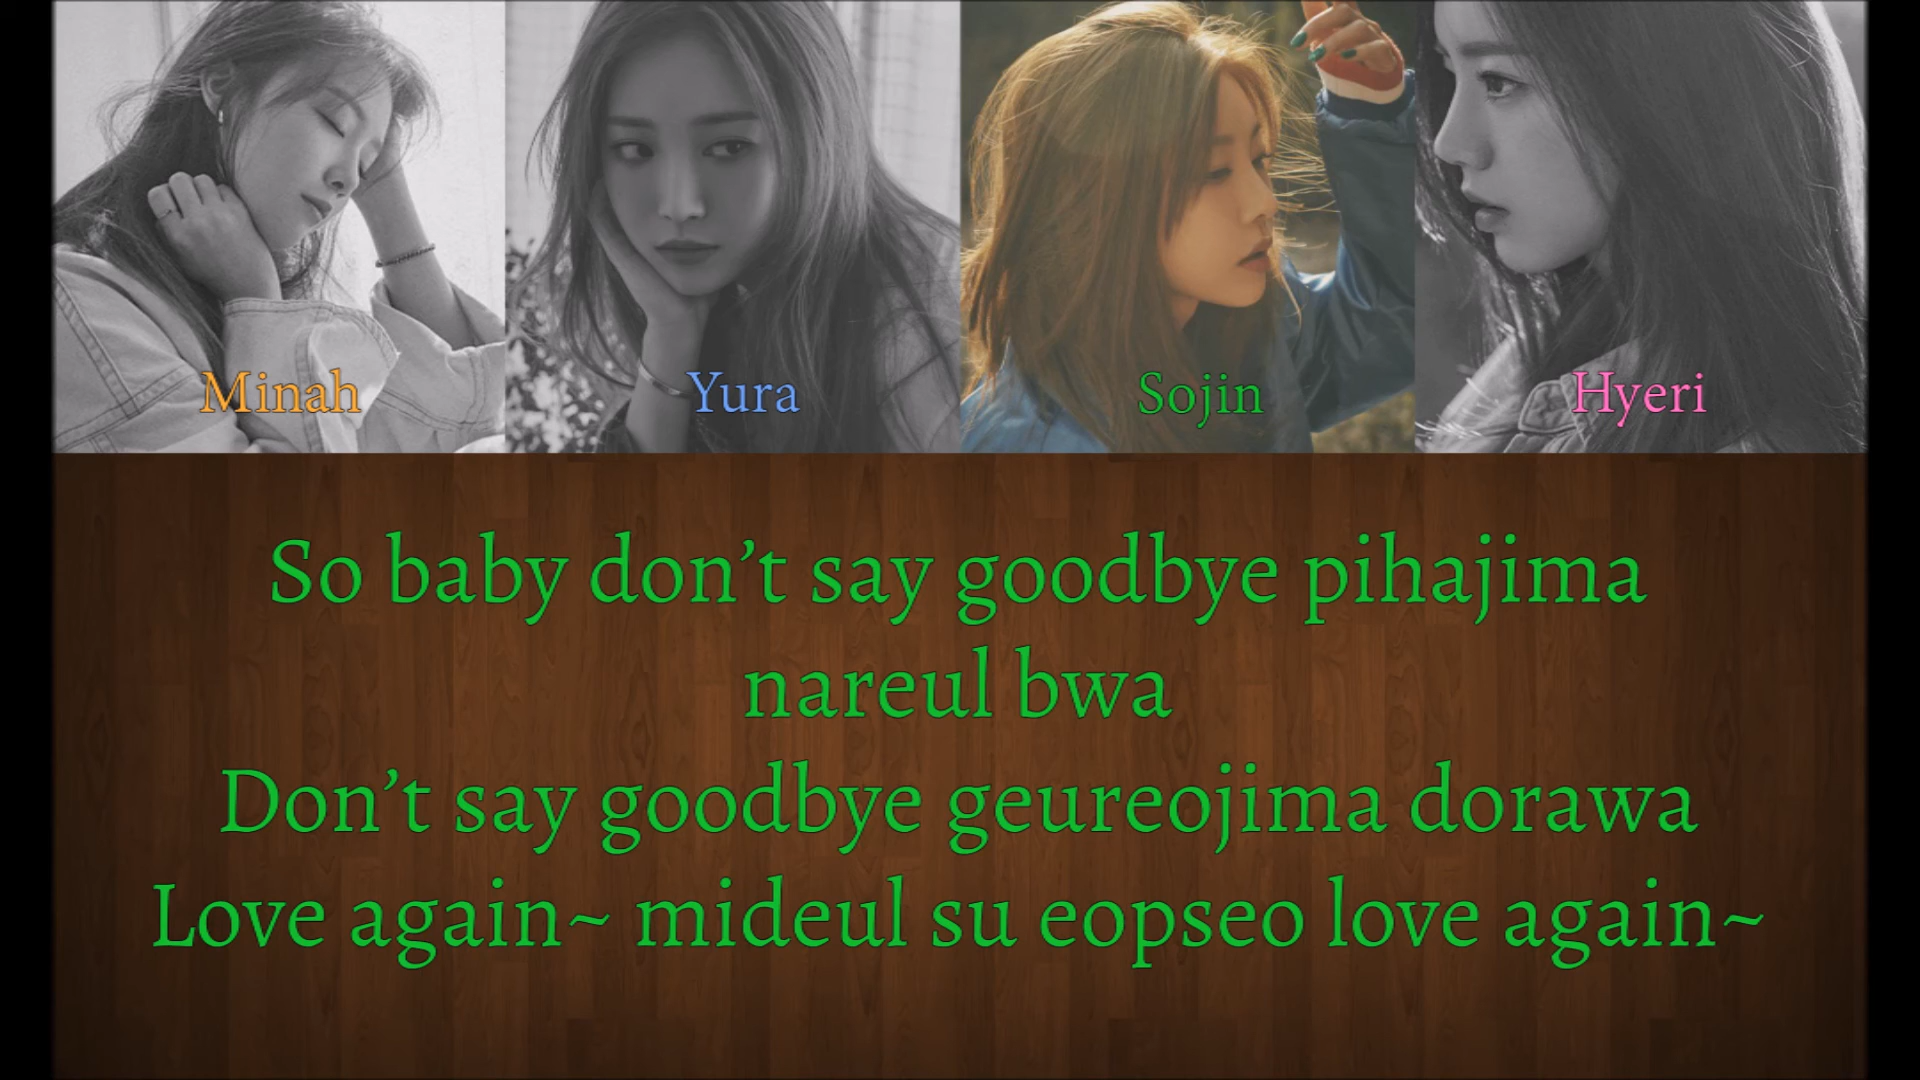 Minah
Yura
Sojin
Hyeri
So baby don’t say goodbye pihajima
nareul bwa
Don’t say goodbye geureojima dorawa
Love again~ mideul su eopseo love again~